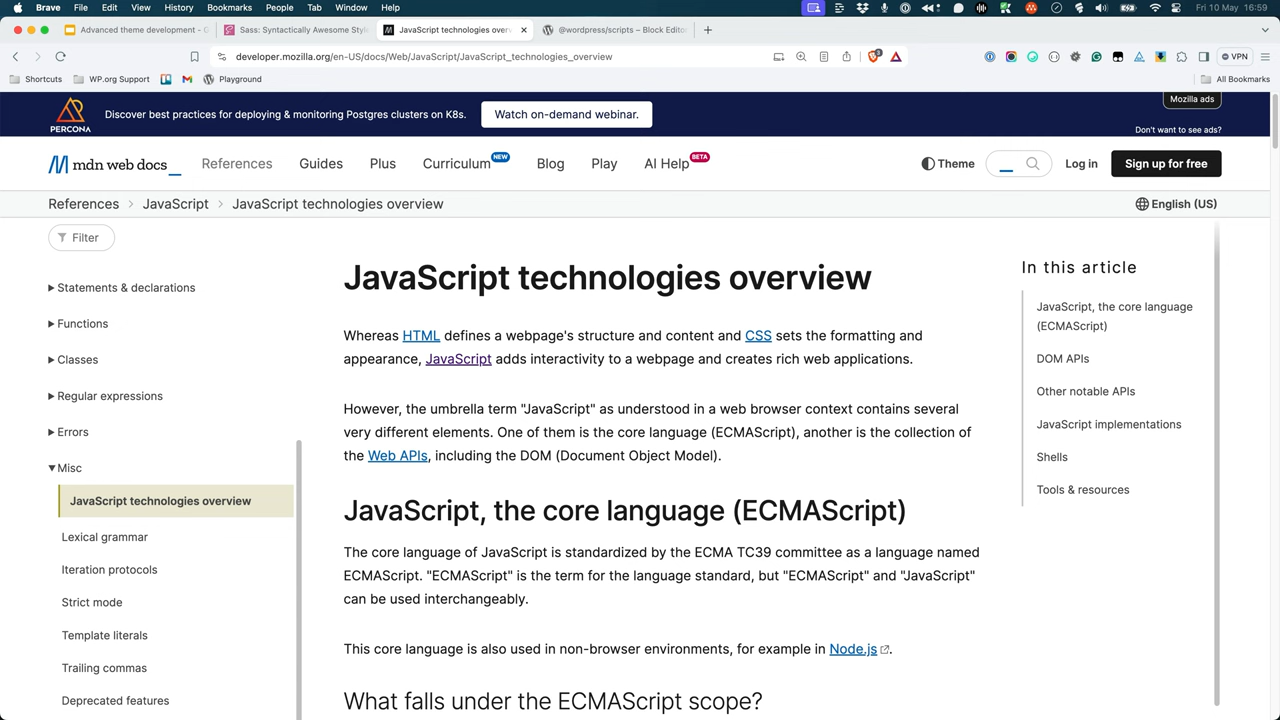 Brave File Edit View History Bookmarks People Tab Window Help Fri 10 May 16:59
Advanced theme development - G Sass: Syntactically Awesome Style JavaScript technologies overv @wordpress/scripts – Block Editor
developer.mozilla.org/en-US/docs/Web/JavaScript/JavaScript_technologies_overview VPN
Shortcuts WP.org Support Playground All Bookmarks
PERCONA
Discover best practices for deploying & monitoring Postgres clusters on K8s.
Watch on-demand webinar.
Mozilla ads
Don't want to see ads?
mdn web docs_ References Guides Plus Curriculum NEW Blog Play AI Help BETA Theme Log in Sign up for free
References JavaScript JavaScript technologies overview English (US)
Filter
Statements & declarations
Functions
Classes
Regular expressions
Errors
Misc
JavaScript technologies overview
Lexical grammar
Iteration protocols
Strict mode
Template literals
Trailing commas
Deprecated features
JavaScript technologies overview
Whereas HTML defines a webpage's structure and content and CSS sets the formatting and
appearance, JavaScript adds interactivity to a webpage and creates rich web applications.
However, the umbrella term "JavaScript" as understood in a web browser context contains several
very different elements. One of them is the core language (ECMAScript), another is the collection of
the Web APIs, including the DOM (Document Object Model).
JavaScript, the core language (ECMAScript)
The core language of JavaScript is standardized by the ECMA TC39 committee as a language named
ECMAScript. "ECMAScript" is the term for the language standard, but "ECMAScript" and "JavaScript"
can be used interchangeably.
This core language is also used in non-browser environments, for example in Node.js.
What falls under the ECMAScript scope?
In this article
JavaScript, the core language
(ECMAScript)
DOM APIs
Other notable APIs
JavaScript implementations
Shells
Tools & resources